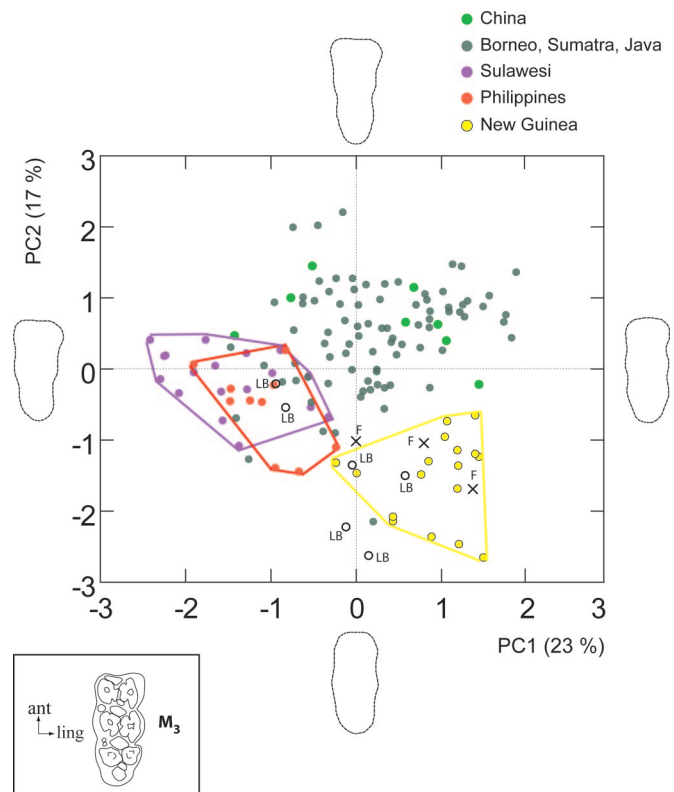 China
Borneo, Sumatra, Java
Sulawesi
Philippines
New Guinea
PC2 (17 %)
3
2
1
0
-1
-2
-3
LB
LB
F
F
LB
LB
F
LB
LB
-3 -2 -1 0 1 2 3
PC1 (23 %)
ant
ling
M₃